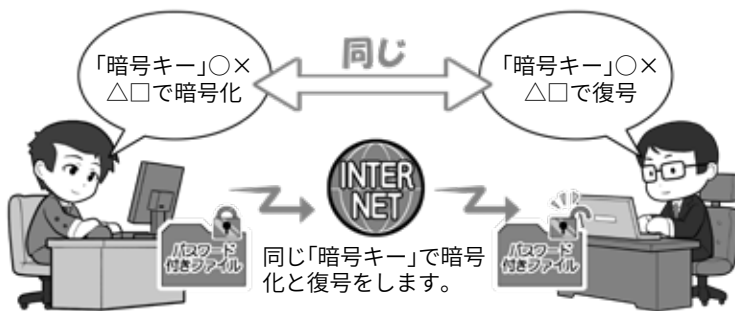 同じ
「暗号キー」○×
△□で暗号化
「暗号キー」○×
△□で復号
INTER
NET
パスワード
付きファイル
同じ「暗号キー」で暗号
化と復号をします。
パスワード
付きファイル